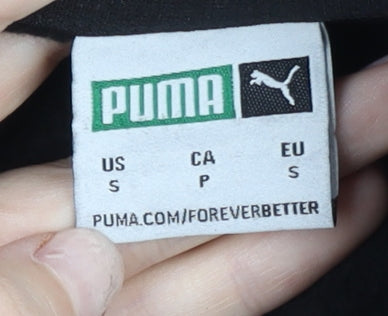 PUMA
US CA EU
S P S
PUMA.COM/FOREVERBETTER